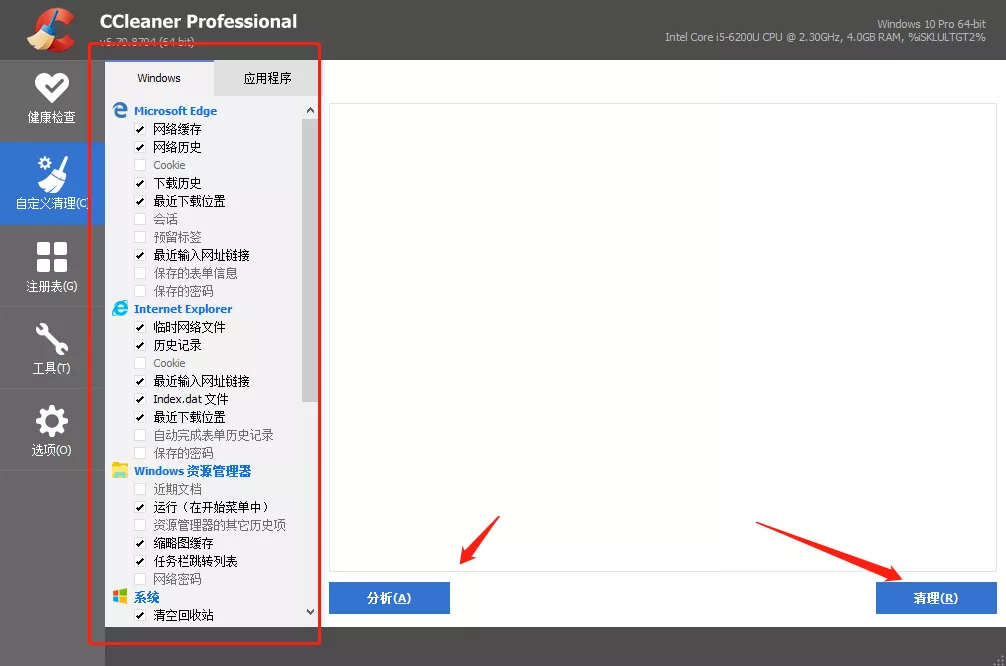 CCleaner Professional
v5.79.8704 (64-bit)
Windows 10 Pro 64-bit
Intel Core i5-6200U CPU @ 2.30GHz, 4.0GB RAM, %iSKLULTGT2%
健康检查
自定义清理(C)
注册表(G)
工具(T)
选项(O)
Windows
应用程序
Microsoft Edge
网络缓存
网络历史
Cookie
下载历史
最近下载位置
会话
预留标签
最近输入网址链接
保存的表单信息
保存的密码
Internet Explorer
临时网络文件
历史记录
Cookie
最近输入网址链接
Index.dat 文件
最近下载位置
自动完成表单历史记录
保存的密码
Windows 资源管理器
近期文档
运行（在开始菜单中）
资源管理器的其它历史项
缩略图缓存
任务栏跳转列表
网络密码
系统
清空回收站
分析(A)
清理(R)